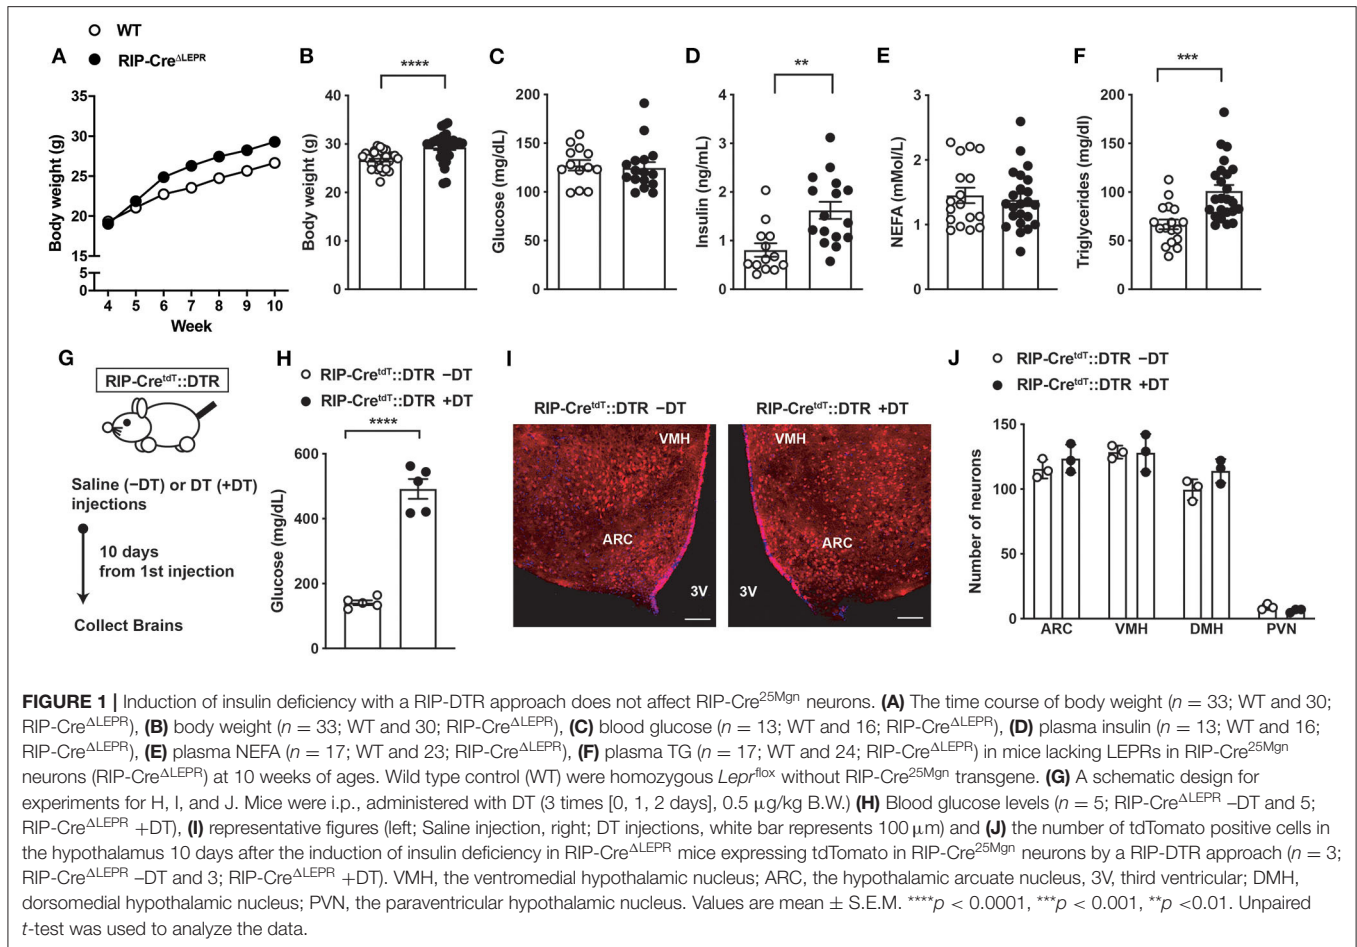 WT
RIP-CreΔLEPR
A
Body weight (g)
35
30
25
20
15
5
0
4 5 6 7 8 9 10
Week
B
****
Body weight (g)
40
30
20
10
0
C
Glucose (mg/dL)
200
150
100
50
0
D
**
Insulin (ng/mL)
4
3
2
1
0
E
NEFA (mMol/L)
3
2
1
0
F
***
Triglycerides (mg/dl)
200
150
100
50
0
G
RIP-CretdT::DTR
Saline (−DT) or DT (+DT)
injections
10 days
from 1st injection
Collect Brains
H
RIP-CretdT::DTR −DT
RIP-CretdT::DTR +DT
****
Glucose (mg/dL)
600
400
200
0
I
RIP-CretdT::DTR −DT
VMH
ARC
3V
RIP-CretdT::DTR +DT
VMH
ARC
3V
J
RIP-CretdT::DTR −DT
RIP-CretdT::DTR +DT
Number of neurons
150
100
50
0
ARC VMH DMH PVN
FIGURE 1 | Induction of insulin deficiency with a RIP-DTR approach does not affect RIP-Cre25Mgn neurons. (A) The time course of body weight (n = 33; WT and 30;
RIP-CreΔLEPR), (B) body weight (n = 33; WT and 30; RIP-CreΔLEPR), (C) blood glucose (n = 13; WT and 16; RIP-CreΔLEPR), (D) plasma insulin (n = 13; WT and 16;
RIP-CreΔLEPR), (E) plasma NEFA (n = 17; WT and 23; RIP-CreΔLEPR), (F) plasma TG (n = 17; WT and 24; RIP-CreΔLEPR) in mice lacking LEPRs in RIP-Cre25Mgn
neurons (RIP-CreΔLEPR) at 10 weeks of ages. Wild type control (WT) were homozygous Leprflox without RIP-Cre25Mgn transgene. (G) A schematic design for
experiments for H, I, and J. Mice were i.p., administered with DT (3 times [0, 1, 2 days], 0.5 μg/kg B.W.) (H) Blood glucose levels (n = 5; RIP-CreΔLEPR –DT and 5;
RIP-CreΔLEPR +DT), (I) representative figures (left; Saline injection, right; DT injections, white bar represents 100 μm) and (J) the number of tdTomato positive cells in
the hypothalamus 10 days after the induction of insulin deficiency in RIP-CreΔLEPR mice expressing tdTomato in RIP-Cre25Mgn neurons by a RIP-DTR approach (n = 3;
RIP-CreΔLEPR –DT and 3; RIP-CreΔLEPR +DT). VMH, the ventromedial hypothalamic nucleus; ARC, the hypothalamic arcuate nucleus, 3V, third ventricular; DMH,
dorsomedial hypothalamic nucleus; PVN, the paraventricular hypothalamic nucleus. Values are mean ± S.E.M. ****p < 0.0001, ***p < 0.001, **p <0.01. Unpaired
t-test was used to analyze the data.